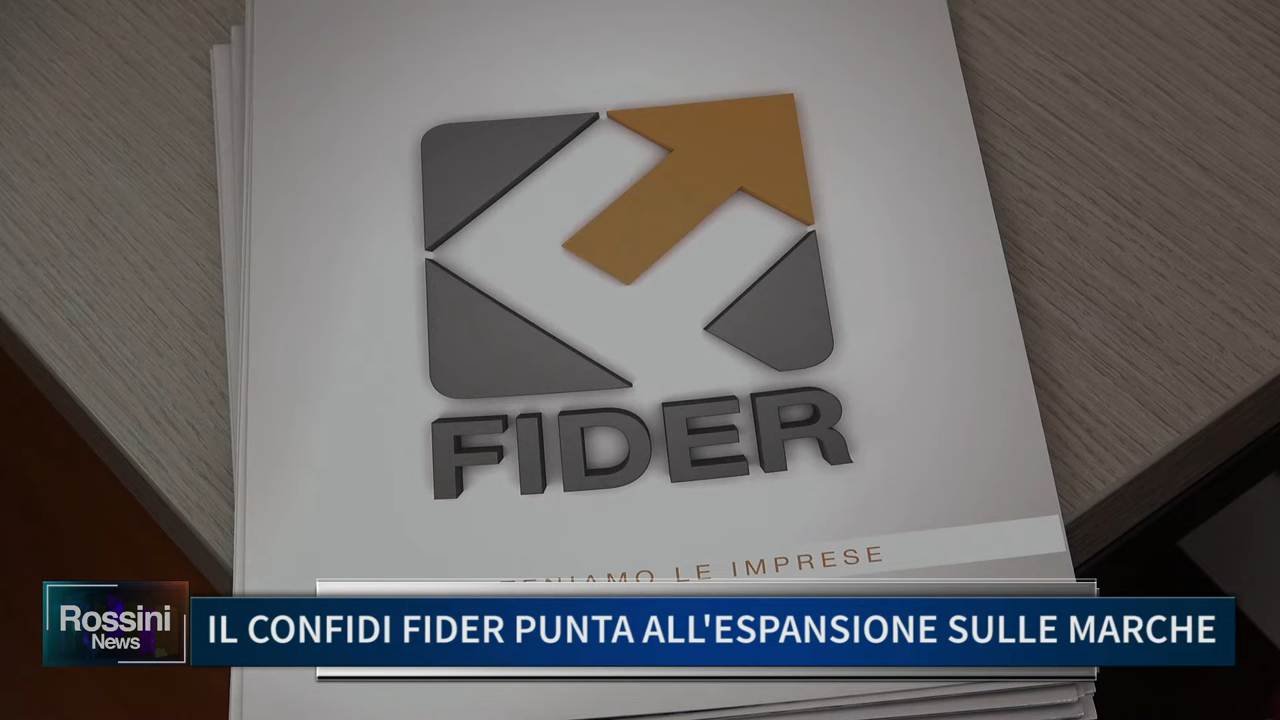 FIDER
LE IMPRESE
Rossini
News
IL CONFIDI FIDER PUNTA ALL'ESPANSIONE SULLE MARCHE